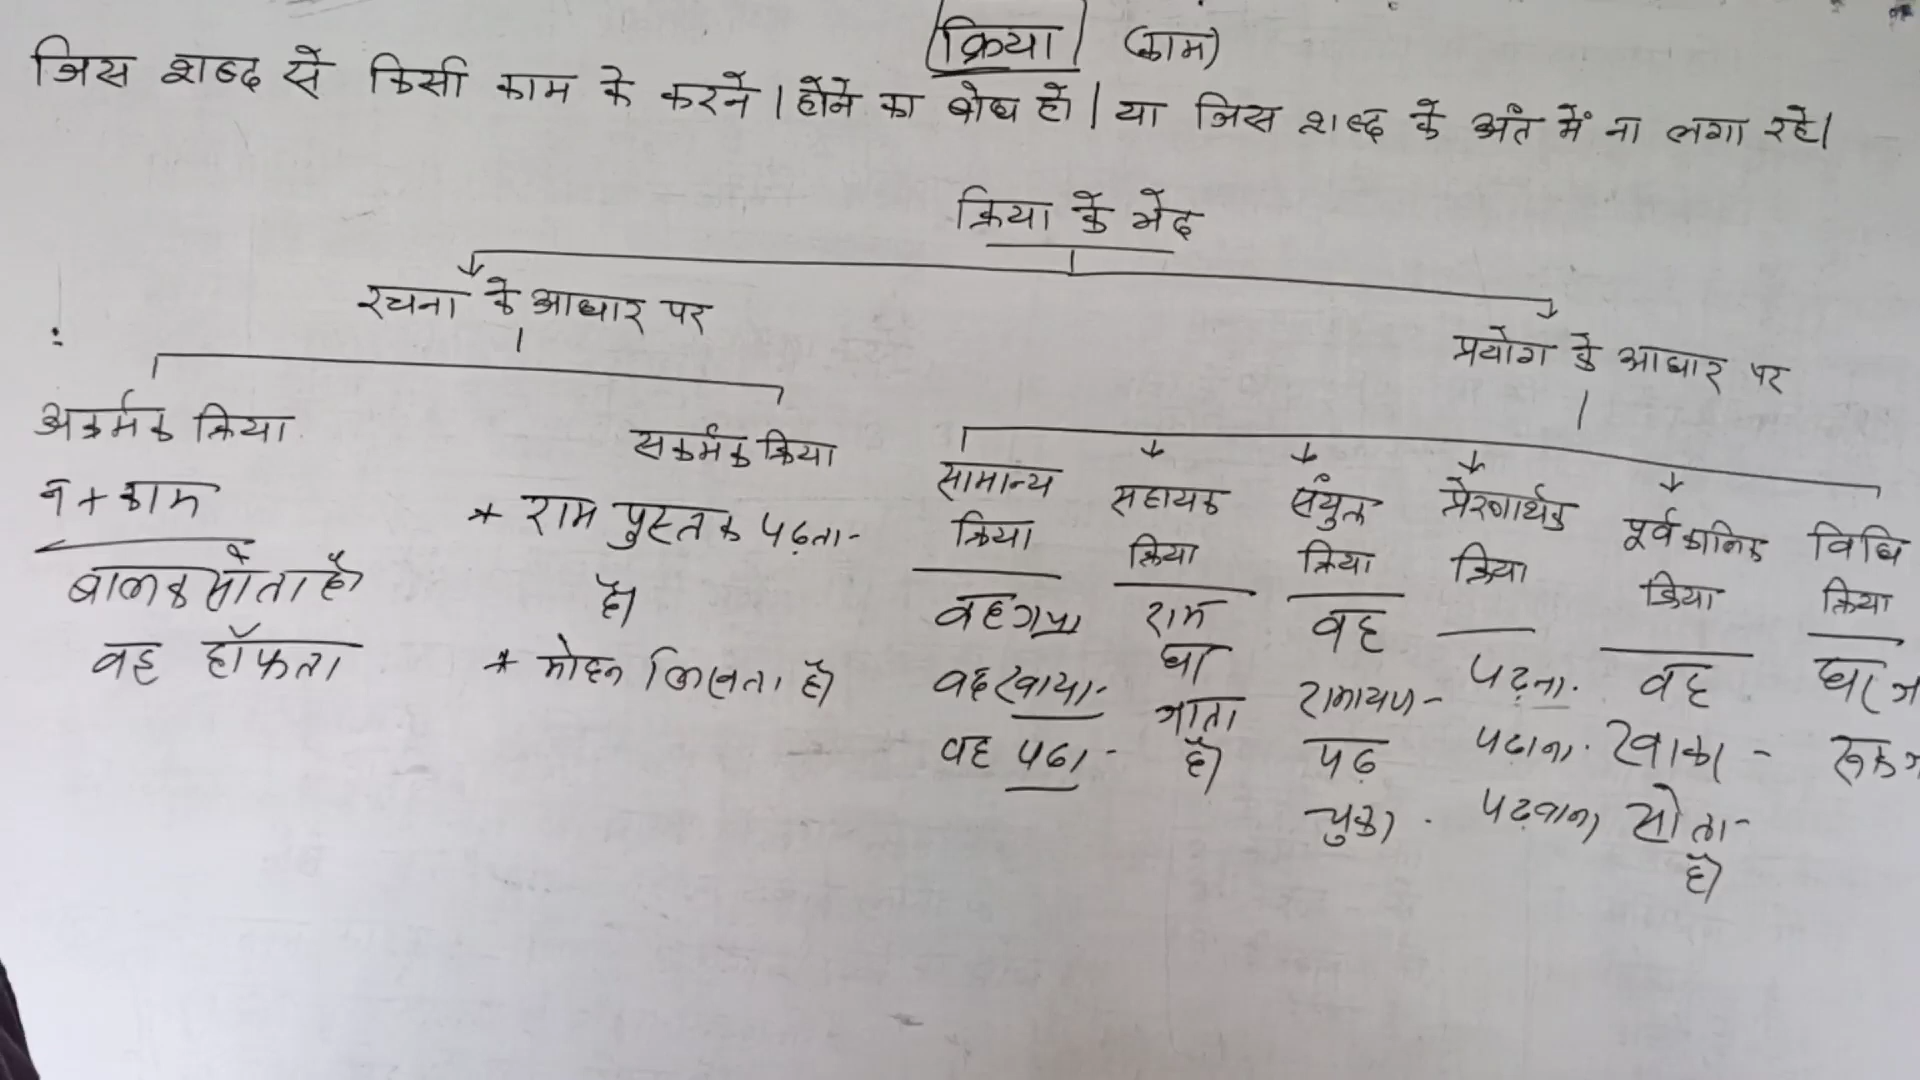 क्रिया (काम)
जिस शब्द से किसी काम के करने । होने का बोध हो । या जिस शब्द के अंत में ना लगा रहे।
क्रिया के भेद
रचना के आधार पर
प्रयोग के आधार पर
अकर्मक क्रिया
न + काम
बालक सोता है।
वह हाँफता
सकर्मक क्रिया
* राम पुस्तक पढ़ता-
है।
* मोहन लिखता है।
सामान्य
क्रिया
वह गया
वह खाया-
वह पढा-
सहायक
क्रिया
राम
घर
जाता
है।
संयुक्त
क्रिया
वह
रामायण-
पढ़
चुका
प्रेरणार्थक
क्रिया
पढ़ना.
पढाना.
पढ़वाना
पूर्वकालिक
क्रिया
वह
खाकर
सोता-
है।
विधि
क्रिया
घर